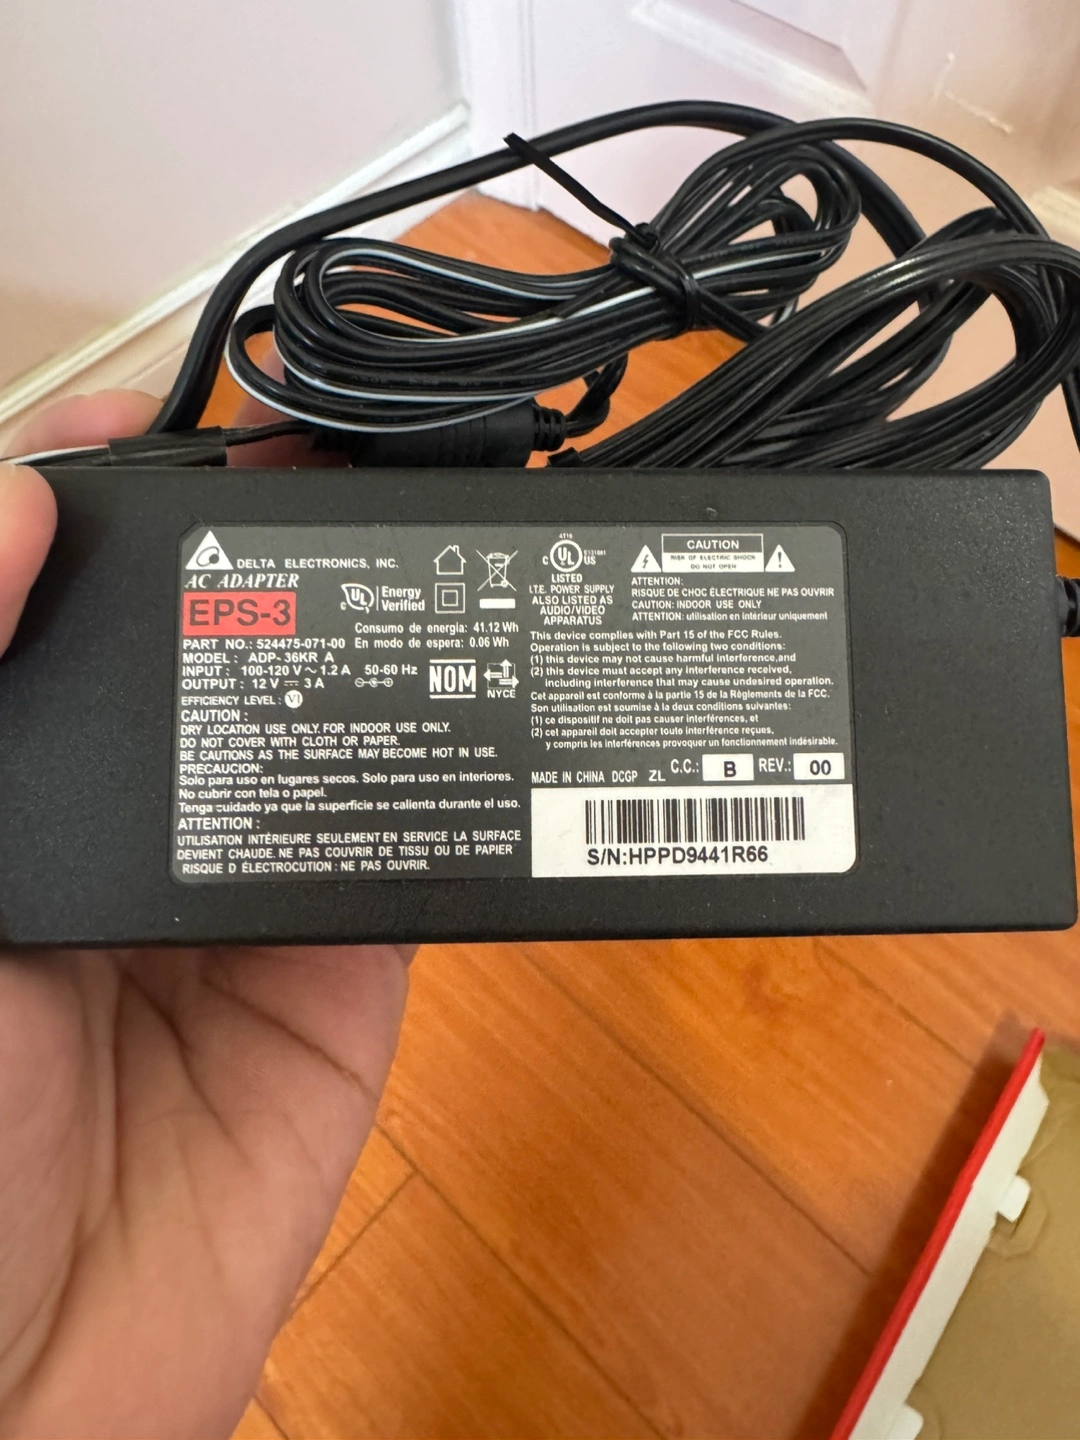 DELTA ELECTRONICS, INC.
AC ADAPTER
EPS-3
PART NO.: 524475-071-00
MODEL : ADP-36KR A
INPUT : 100-120 V ~ 1.2 A 50-60 Hz
OUTPUT : 12 V ⎓ 3 A
EFFICIENCY LEVEL: VI
c UL Energy Verified
Consumo de energía: 41.12 Wh
En modo de espera: 0.06 Wh
NOM
NYCE
CAUTION :
DRY LOCATION USE ONLY. FOR INDOOR USE ONLY.
DO NOT COVER WITH CLOTH OR PAPER.
BE CAUTIONS AS THE SURFACE MAY BECOME HOT IN USE.
PRECAUCION:
Solo para uso en lugares secos. Solo para uso en interiores.
No cubrir con tela o papel.
Tenga cuidado ya que la superficie se calienta durante el uso.
ATTENTION :
UTILISATION INTÉRIEURE SEULEMENT EN SERVICE LA SURFACE
DEVIENT CHAUDE. NE PAS COUVRIR DE TISSU OU DE PAPIER
RISQUE D ÉLECTROCUTION : NE PAS OUVRIR.
4T18
c UL US E131881
LISTED
I.T.E. POWER SUPPLY
ALSO LISTED AS
AUDIO/VIDEO
APPARATUS
CAUTION
RISK OF ELECTRIC SHOCK
DO NOT OPEN
ATTENTION:
RISQUE DE CHOC ÉLECTRIQUE NE PAS OUVRIR
CAUTION: INDOOR USE ONLY
ATTENTION: utilisation en intérieur uniquement
This device complies with Part 15 of the FCC Rules.
Operation is subject to the following two conditions:
(1) this device may not cause harmful interference,and
(2) this device must accept any interference received,
including interference that may cause undesired operation.
Cet appareil est conforme à la partie 15 de la Règlements de la FCC.
Son utilisation est soumise à la deux conditions suivantes:
(1) ce dispositif ne doit pas causer interférences, et
(2) cet appareil doit accepter toute interférence reçues,
y compris les interférences provoquer un fonctionnement indésirable.
MADE IN CHINA DCGP ZL C.C.: B REV.: 00
S/N:HPPD9441R66